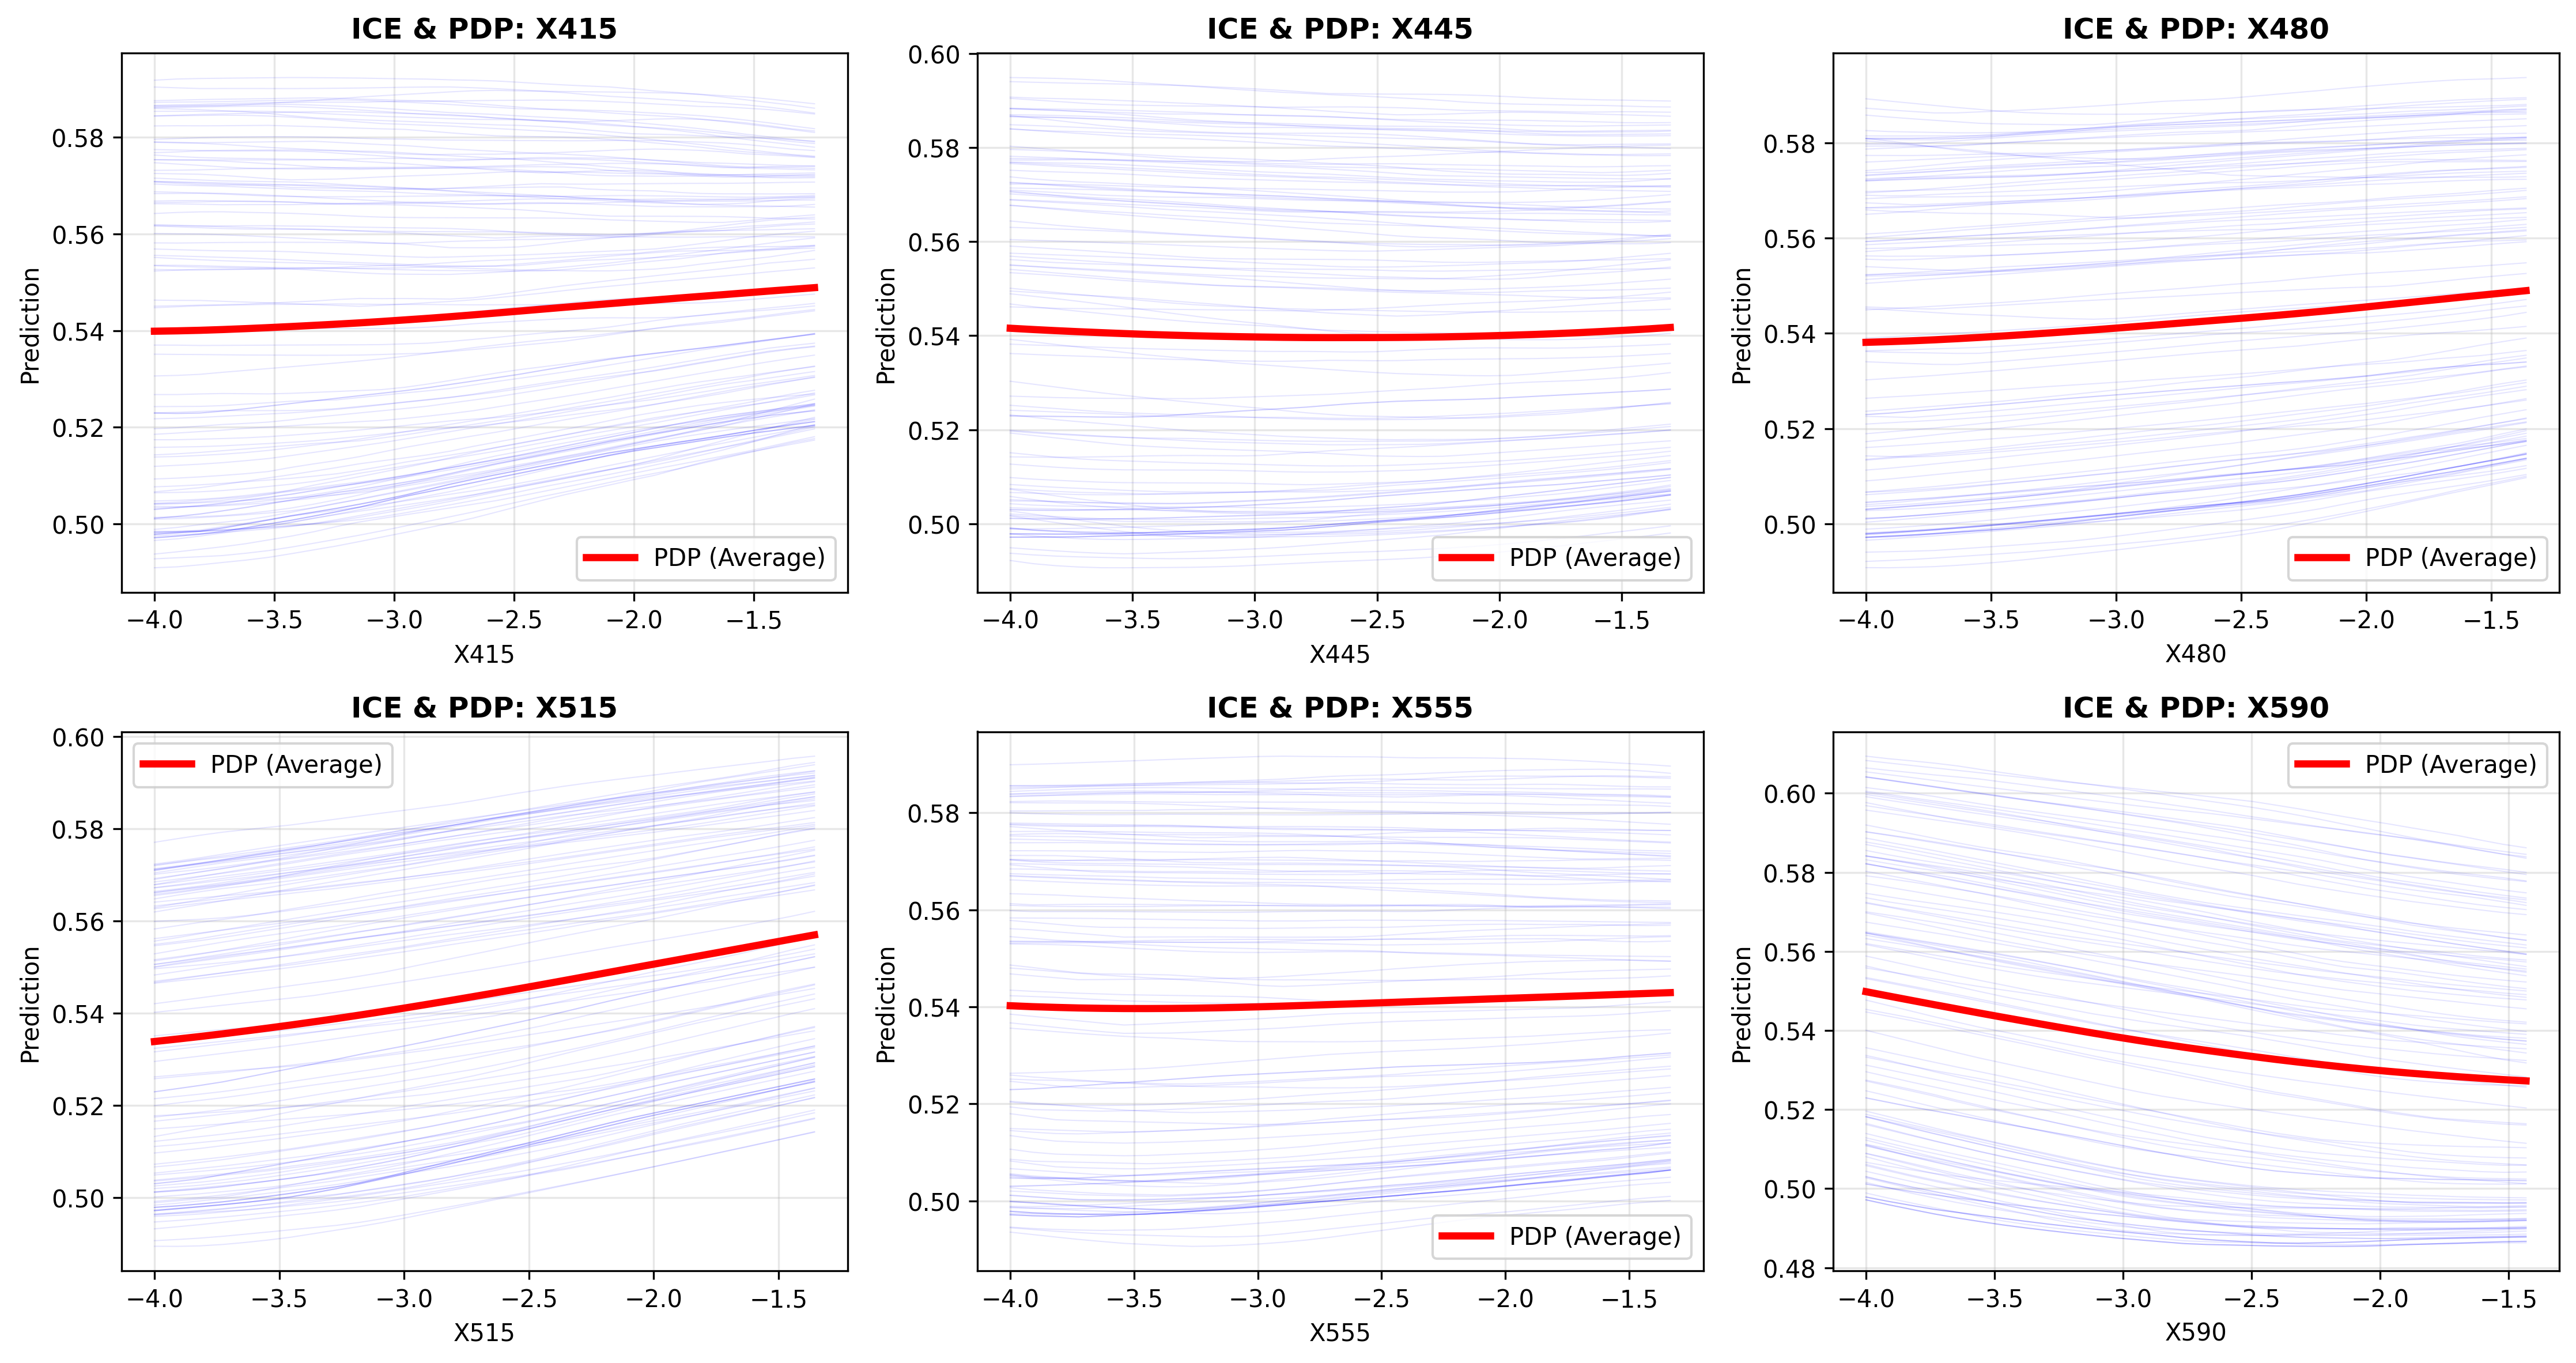 ICE & PDP: X415
0.58
0.56
0.54
0.52
0.50
Prediction
PDP (Average)
−4.0 −3.5 −3.0 −2.5 −2.0 −1.5
X415
ICE & PDP: X445
0.60
0.58
0.56
0.54
0.52
0.50
Prediction
PDP (Average)
−4.0 −3.5 −3.0 −2.5 −2.0 −1.5
X445
ICE & PDP: X480
0.58
0.56
0.54
0.52
0.50
Prediction
PDP (Average)
−4.0 −3.5 −3.0 −2.5 −2.0 −1.5
X480
ICE & PDP: X515
0.60
0.58
0.56
0.54
0.52
0.50
Prediction
PDP (Average)
−4.0 −3.5 −3.0 −2.5 −2.0 −1.5
X515
ICE & PDP: X555
0.58
0.56
0.54
0.52
0.50
Prediction
PDP (Average)
−4.0 −3.5 −3.0 −2.5 −2.0 −1.5
X555
ICE & PDP: X590
0.60
0.58
0.56
0.54
0.52
0.50
0.48
Prediction
PDP (Average)
−4.0 −3.5 −3.0 −2.5 −2.0 −1.5
X590